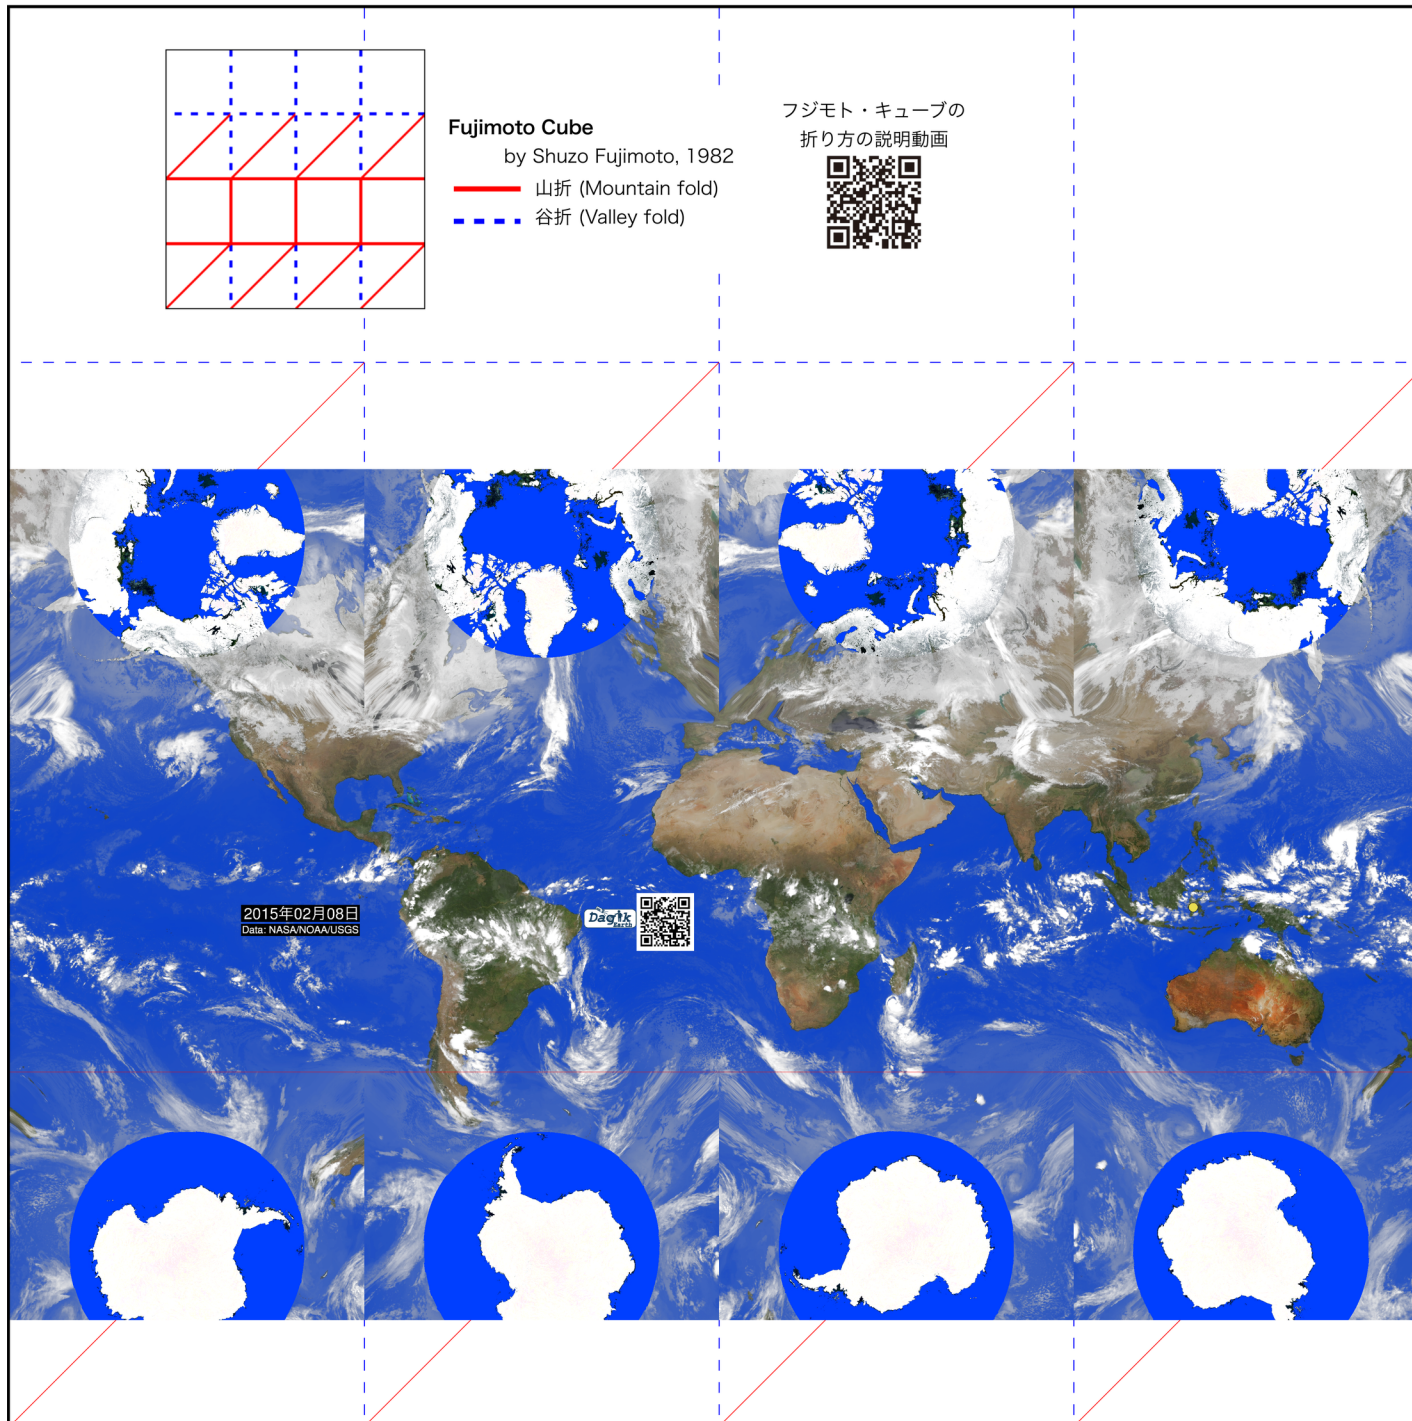 Fujimoto Cube
by Shuzo Fujimoto, 1982
山折 (Mountain fold)
谷折 (Valley fold)
フジモト・キューブの
折り方の説明動画
2015年02月08日
Data: NASA/NOAA/USGS
Dagik
Earth